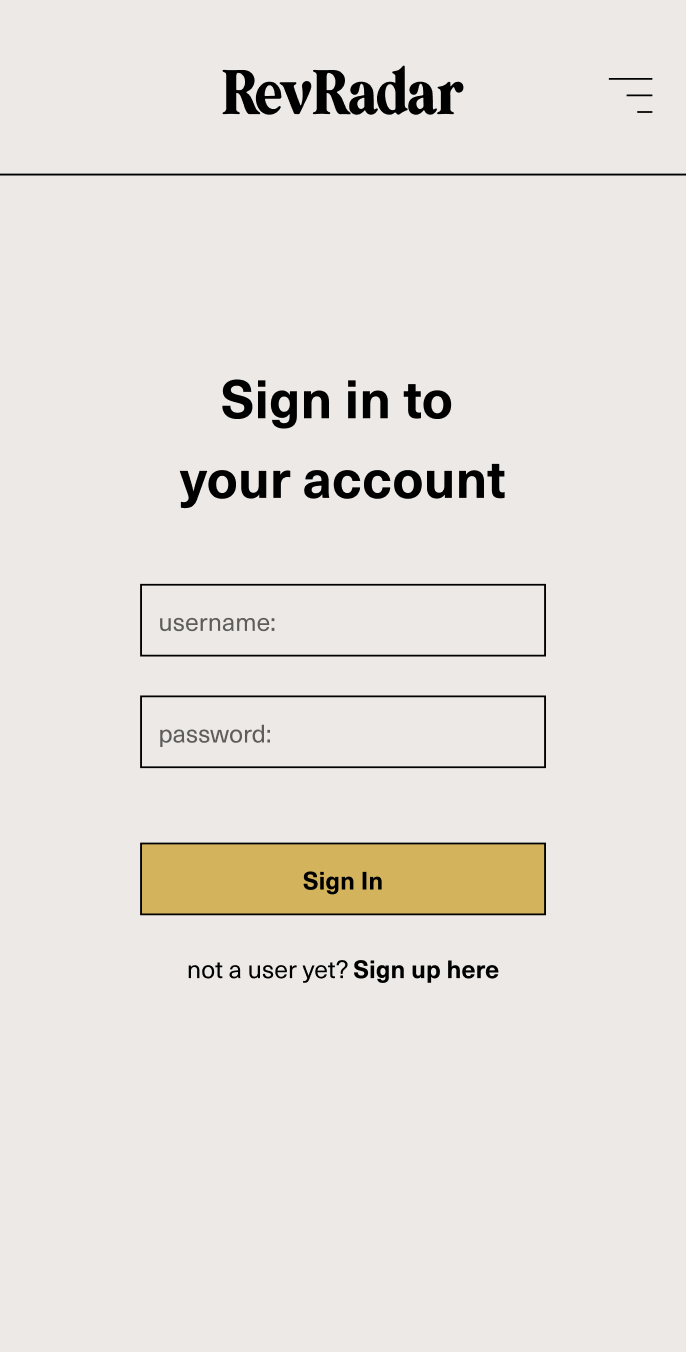 RevRadar
Sign in to
your account
username:
password:
Sign In
not a user yet? Sign up here